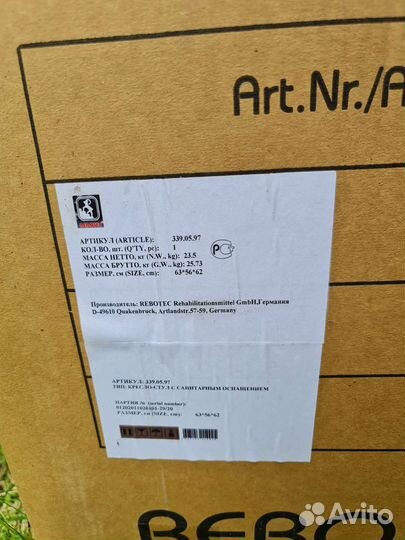 Art.Nr./A
АРТИКУЛ (ARTICLE): 339.05.97
КОЛ-ВО, шт. (Q'TY, pc): 1
МАССА НЕТТО, кг (N.W., kg): 23.5
МАССА БРУТТО, кг (G.W., kg): 25.73
РАЗМЕР, см (SIZE, cm): 63*56*62
Производитель: REBOTEC Rehabilitationsmittel GmbH,Германия
D-49610 Quakenbruck, Artlandstr.57-59, Germany
АРТИКУЛ: 339.05.97
ТИП: КРЕСЛО-СТУЛ С САНИТАРНЫМ ОСНАЩЕНИЕМ
ПАРТИЯ № (serial number):
РАЗМЕР, см (SIZE, cm): 63*56*62
REBO
Avito